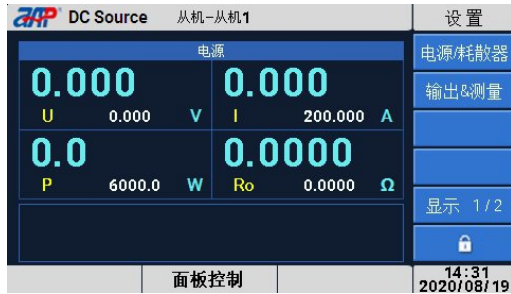 ZAP DC Source 从机-从机1 设置
电源
电源/耗散器
0.000 0.000
输出&测量
U 0.000 V I 200.000 A
0.0 0.0000
P 6000.0 W Ro 0.0000 Ω
显示 1/2
面板控制
14:31
2020/08/19